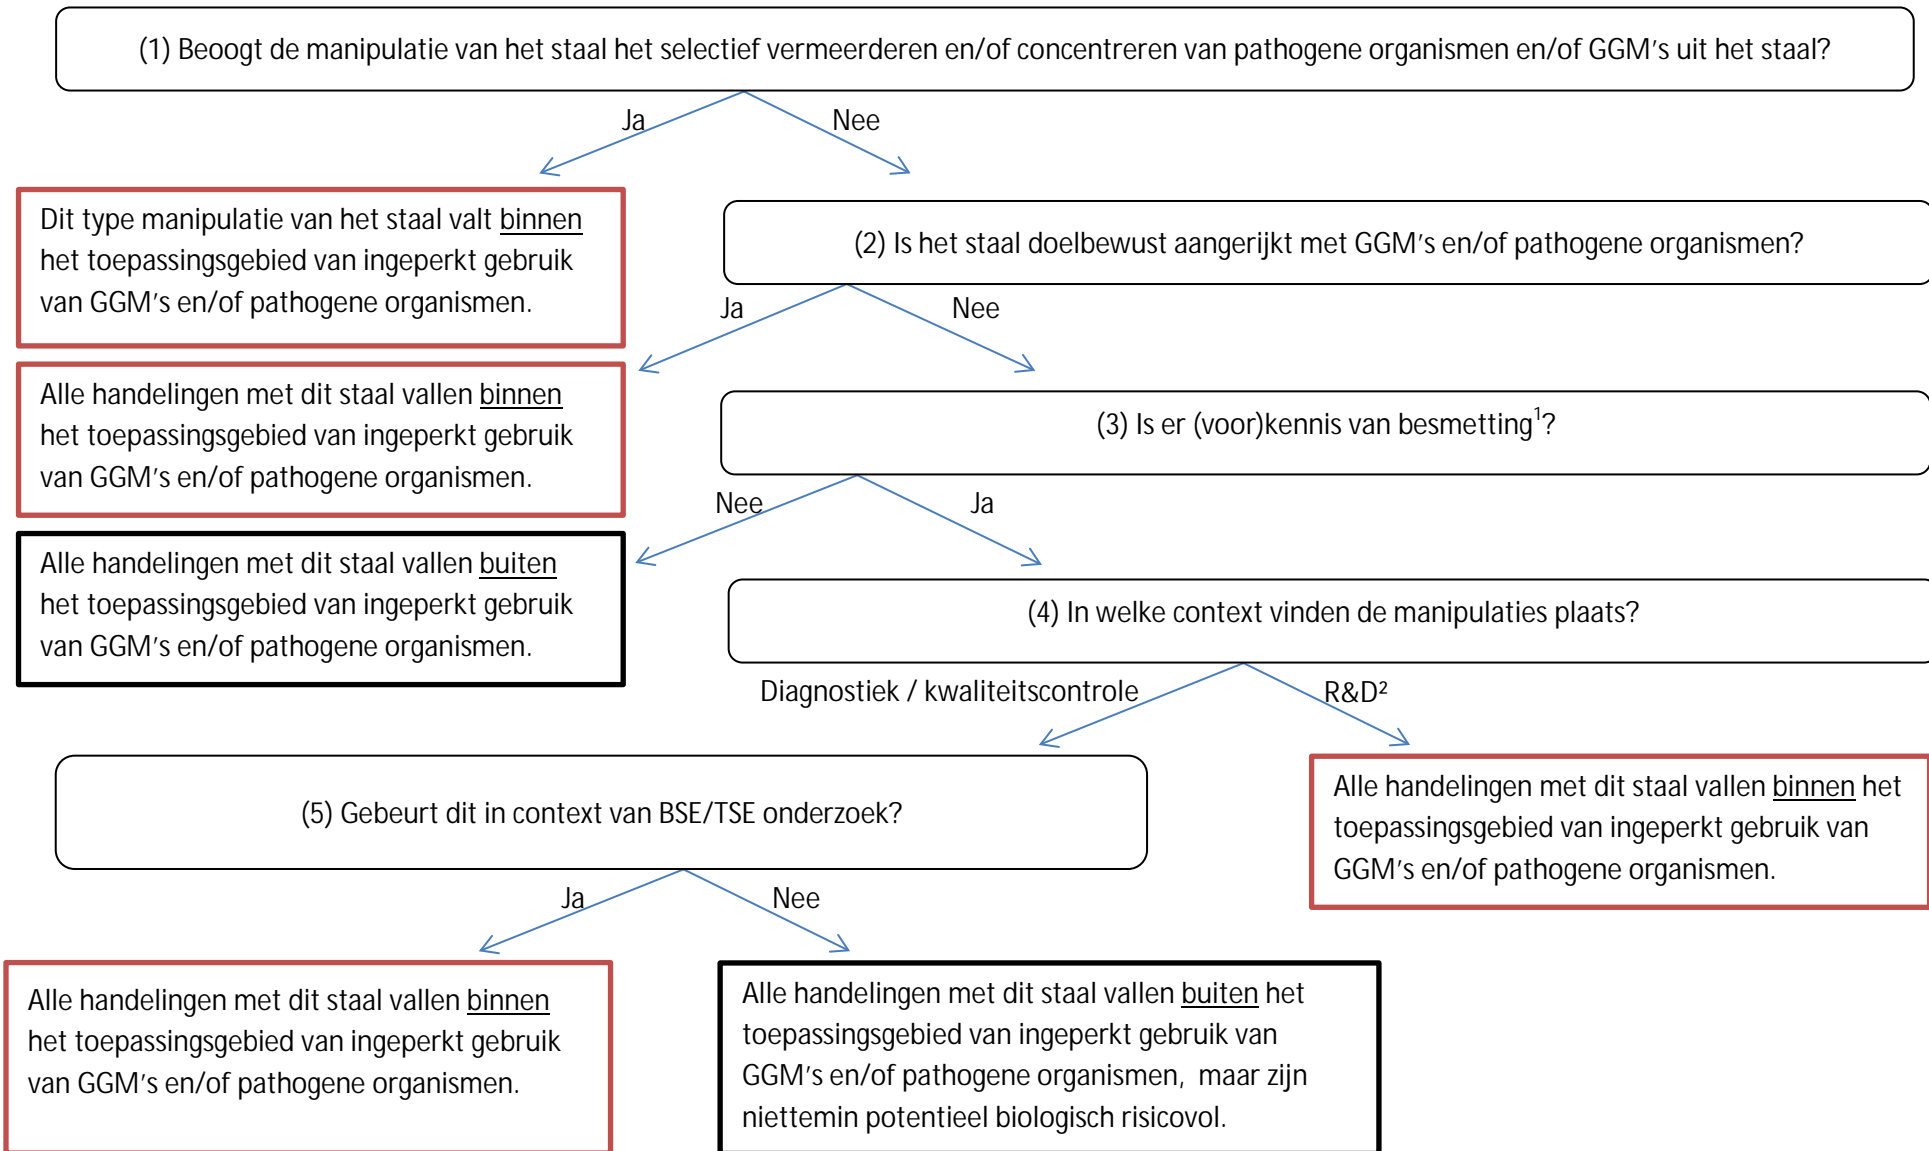 (1) Beoogt de manipulatie van het staal het selectief vermeerderen en/of concentreren van pathogene organismen en/of GGM's uit het staal?
Ja
Nee
Dit type manipulatie van het staal valt binnen
het toepassingsgebied van ingeperkt gebruik
van GGM's en/of pathogene organismen.
(2) Is het staal doelbewust aangerijkt met GGM's en/of pathogene organismen?
Ja
Nee
Alle handelingen met dit staal vallen binnen
het toepassingsgebied van ingeperkt gebruik
van GGM's en/of pathogene organismen.
(3) Is er (voor)kennis van besmetting¹?
Nee
Ja
Alle handelingen met dit staal vallen buiten
het toepassingsgebied van ingeperkt gebruik
van GGM's en/of pathogene organismen.
(4) In welke context vinden de manipulaties plaats?
Diagnostiek / kwaliteitscontrole
R&D²
(5) Gebeurt dit in context van BSE/TSE onderzoek?
Alle handelingen met dit staal vallen binnen het
toepassingsgebied van ingeperkt gebruik van
GGM's en/of pathogene organismen.
Ja
Nee
Alle handelingen met dit staal vallen binnen
het toepassingsgebied van ingeperkt gebruik
van GGM's en/of pathogene organismen.
Alle handelingen met dit staal vallen buiten het
toepassingsgebied van ingeperkt gebruik van
GGM's en/of pathogene organismen, maar zijn
niettemin potentieel biologisch risicovol.